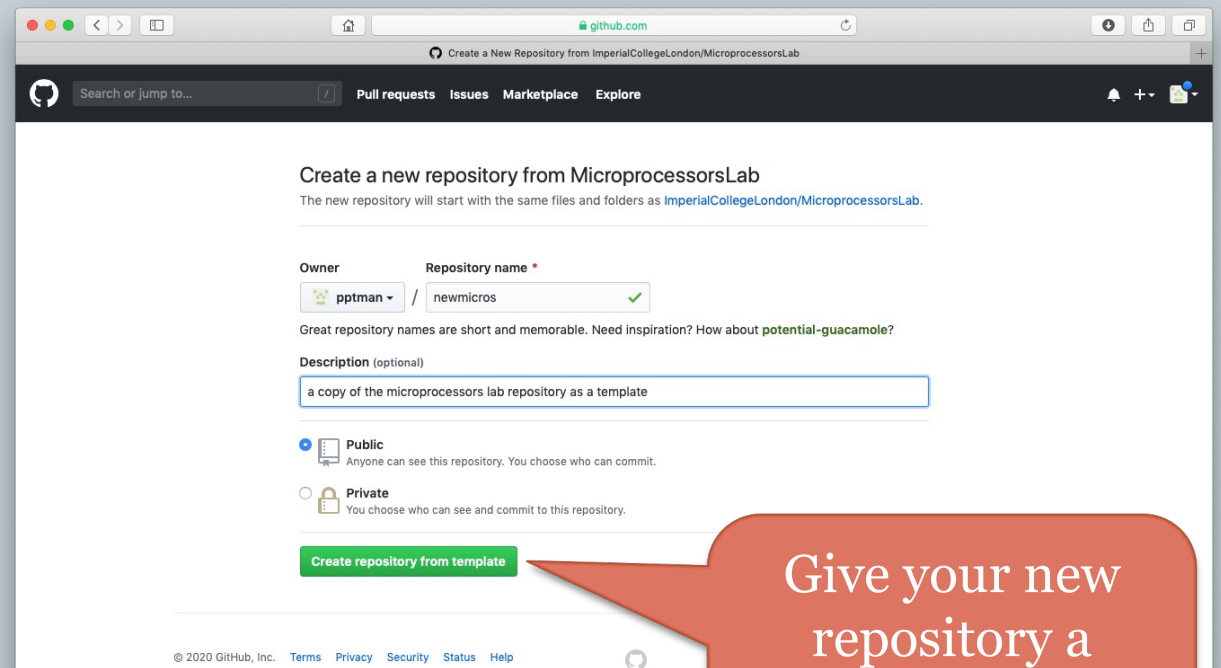 github.com
Create a New Repository from ImperialCollegeLondon/MicroprocessorsLab
Search or jump to... /
Pull requests Issues Marketplace Explore
Create a new repository from MicroprocessorsLab
The new repository will start with the same files and folders as ImperialCollegeLondon/MicroprocessorsLab.
Owner Repository name *
pptman / newmicros
Great repository names are short and memorable. Need inspiration? How about potential-guacamole?
Description (optional)
a copy of the microprocessors lab repository as a template
Public
Anyone can see this repository. You choose who can commit.
Private
You choose who can see and commit to this repository.
Create repository from template
Give your new
repository a
© 2020 GitHub, Inc. Terms Privacy Security Status Help